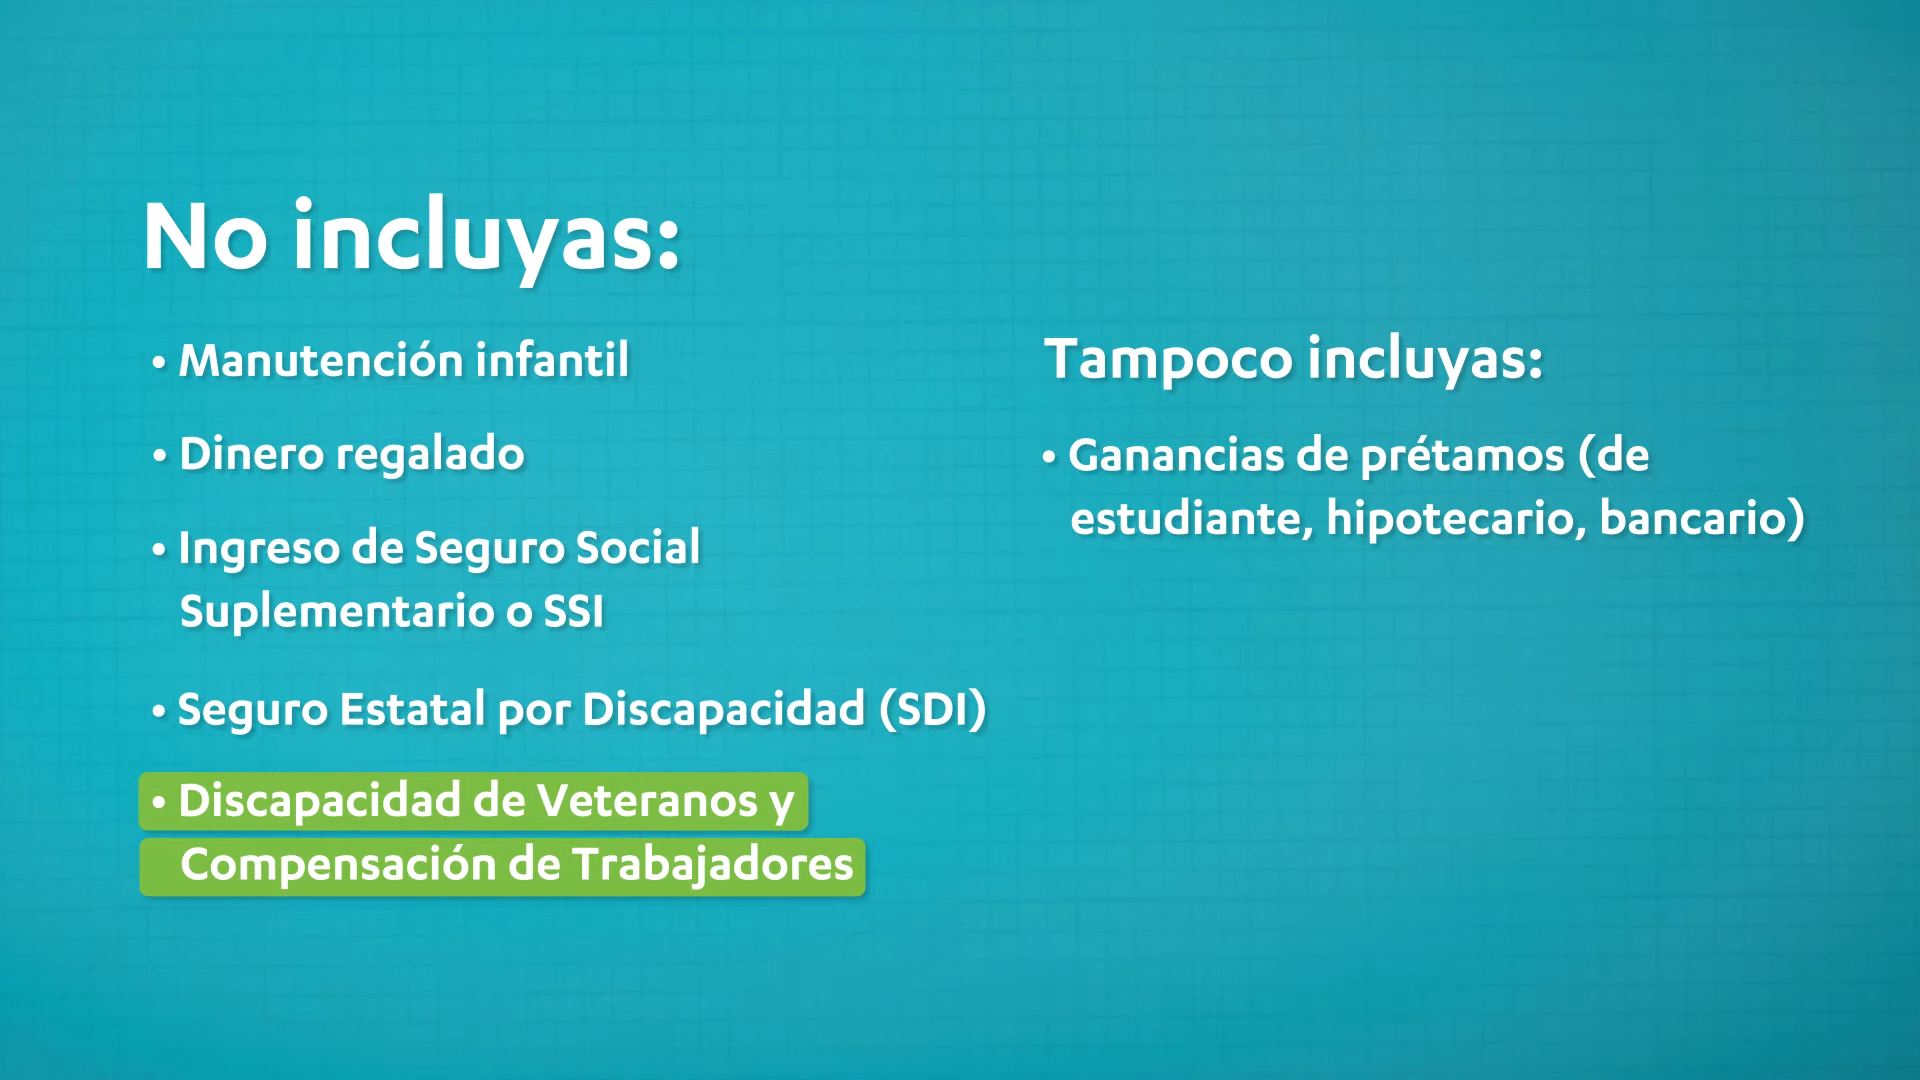 No incluyas:
• Manutención infantil
• Dinero regalado
• Ingreso de Seguro Social
Suplementario o SSI
• Seguro Estatal por Discapacidad (SDI)
• Discapacidad de Veteranos y
Compensación de Trabajadores
Tampoco incluyas:
• Ganancias de prétamos (de
estudiante, hipotecario, bancario)